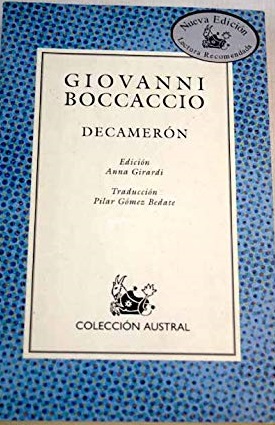 Nueva Edición
Lectura Recomendada
GIOVANNI
BOCCACCIO
DECAMERÓN
Edición
Anna Girardi
Traducción
Pilar Gómez Bedate
COLECCIÓN AUSTRAL